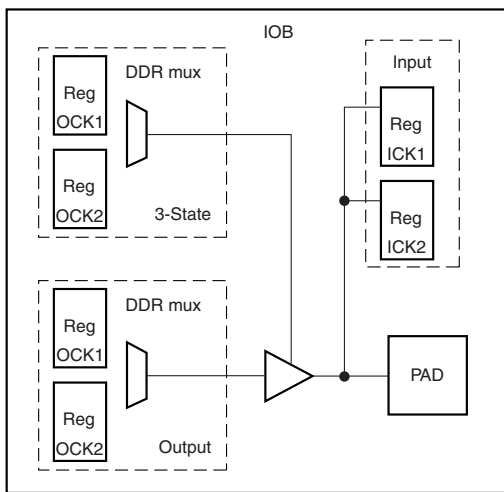 IOB
DDR mux
Reg
OCK1
Reg
OCK2
3-State
Input
Reg
ICK1
Reg
ICK2
DDR mux
Reg
OCK1
Reg
OCK2
Output
PAD